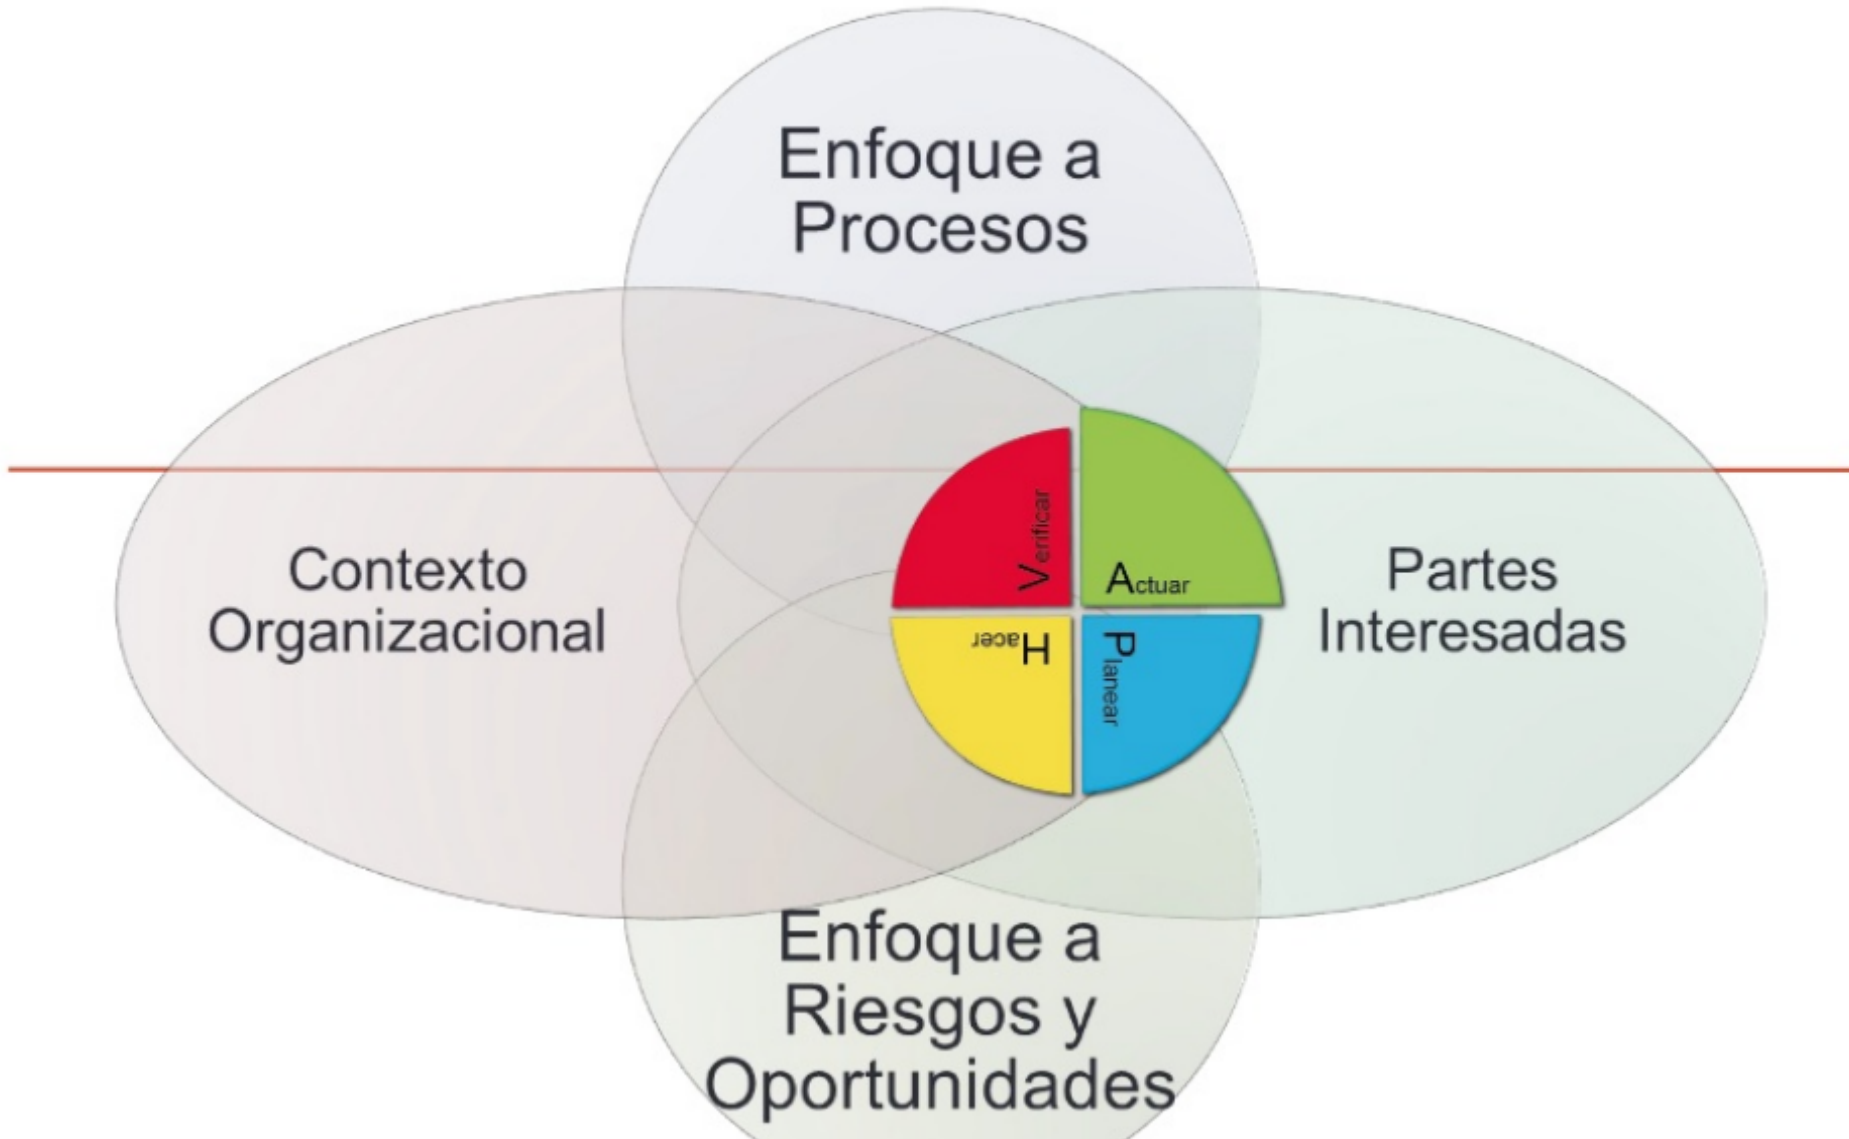 Enfoque a
Procesos
Contexto
Organizacional
Verificar
Actuar
Hacer
Planear
Partes
Interesadas
Enfoque a
Riesgos y
Oportunidades